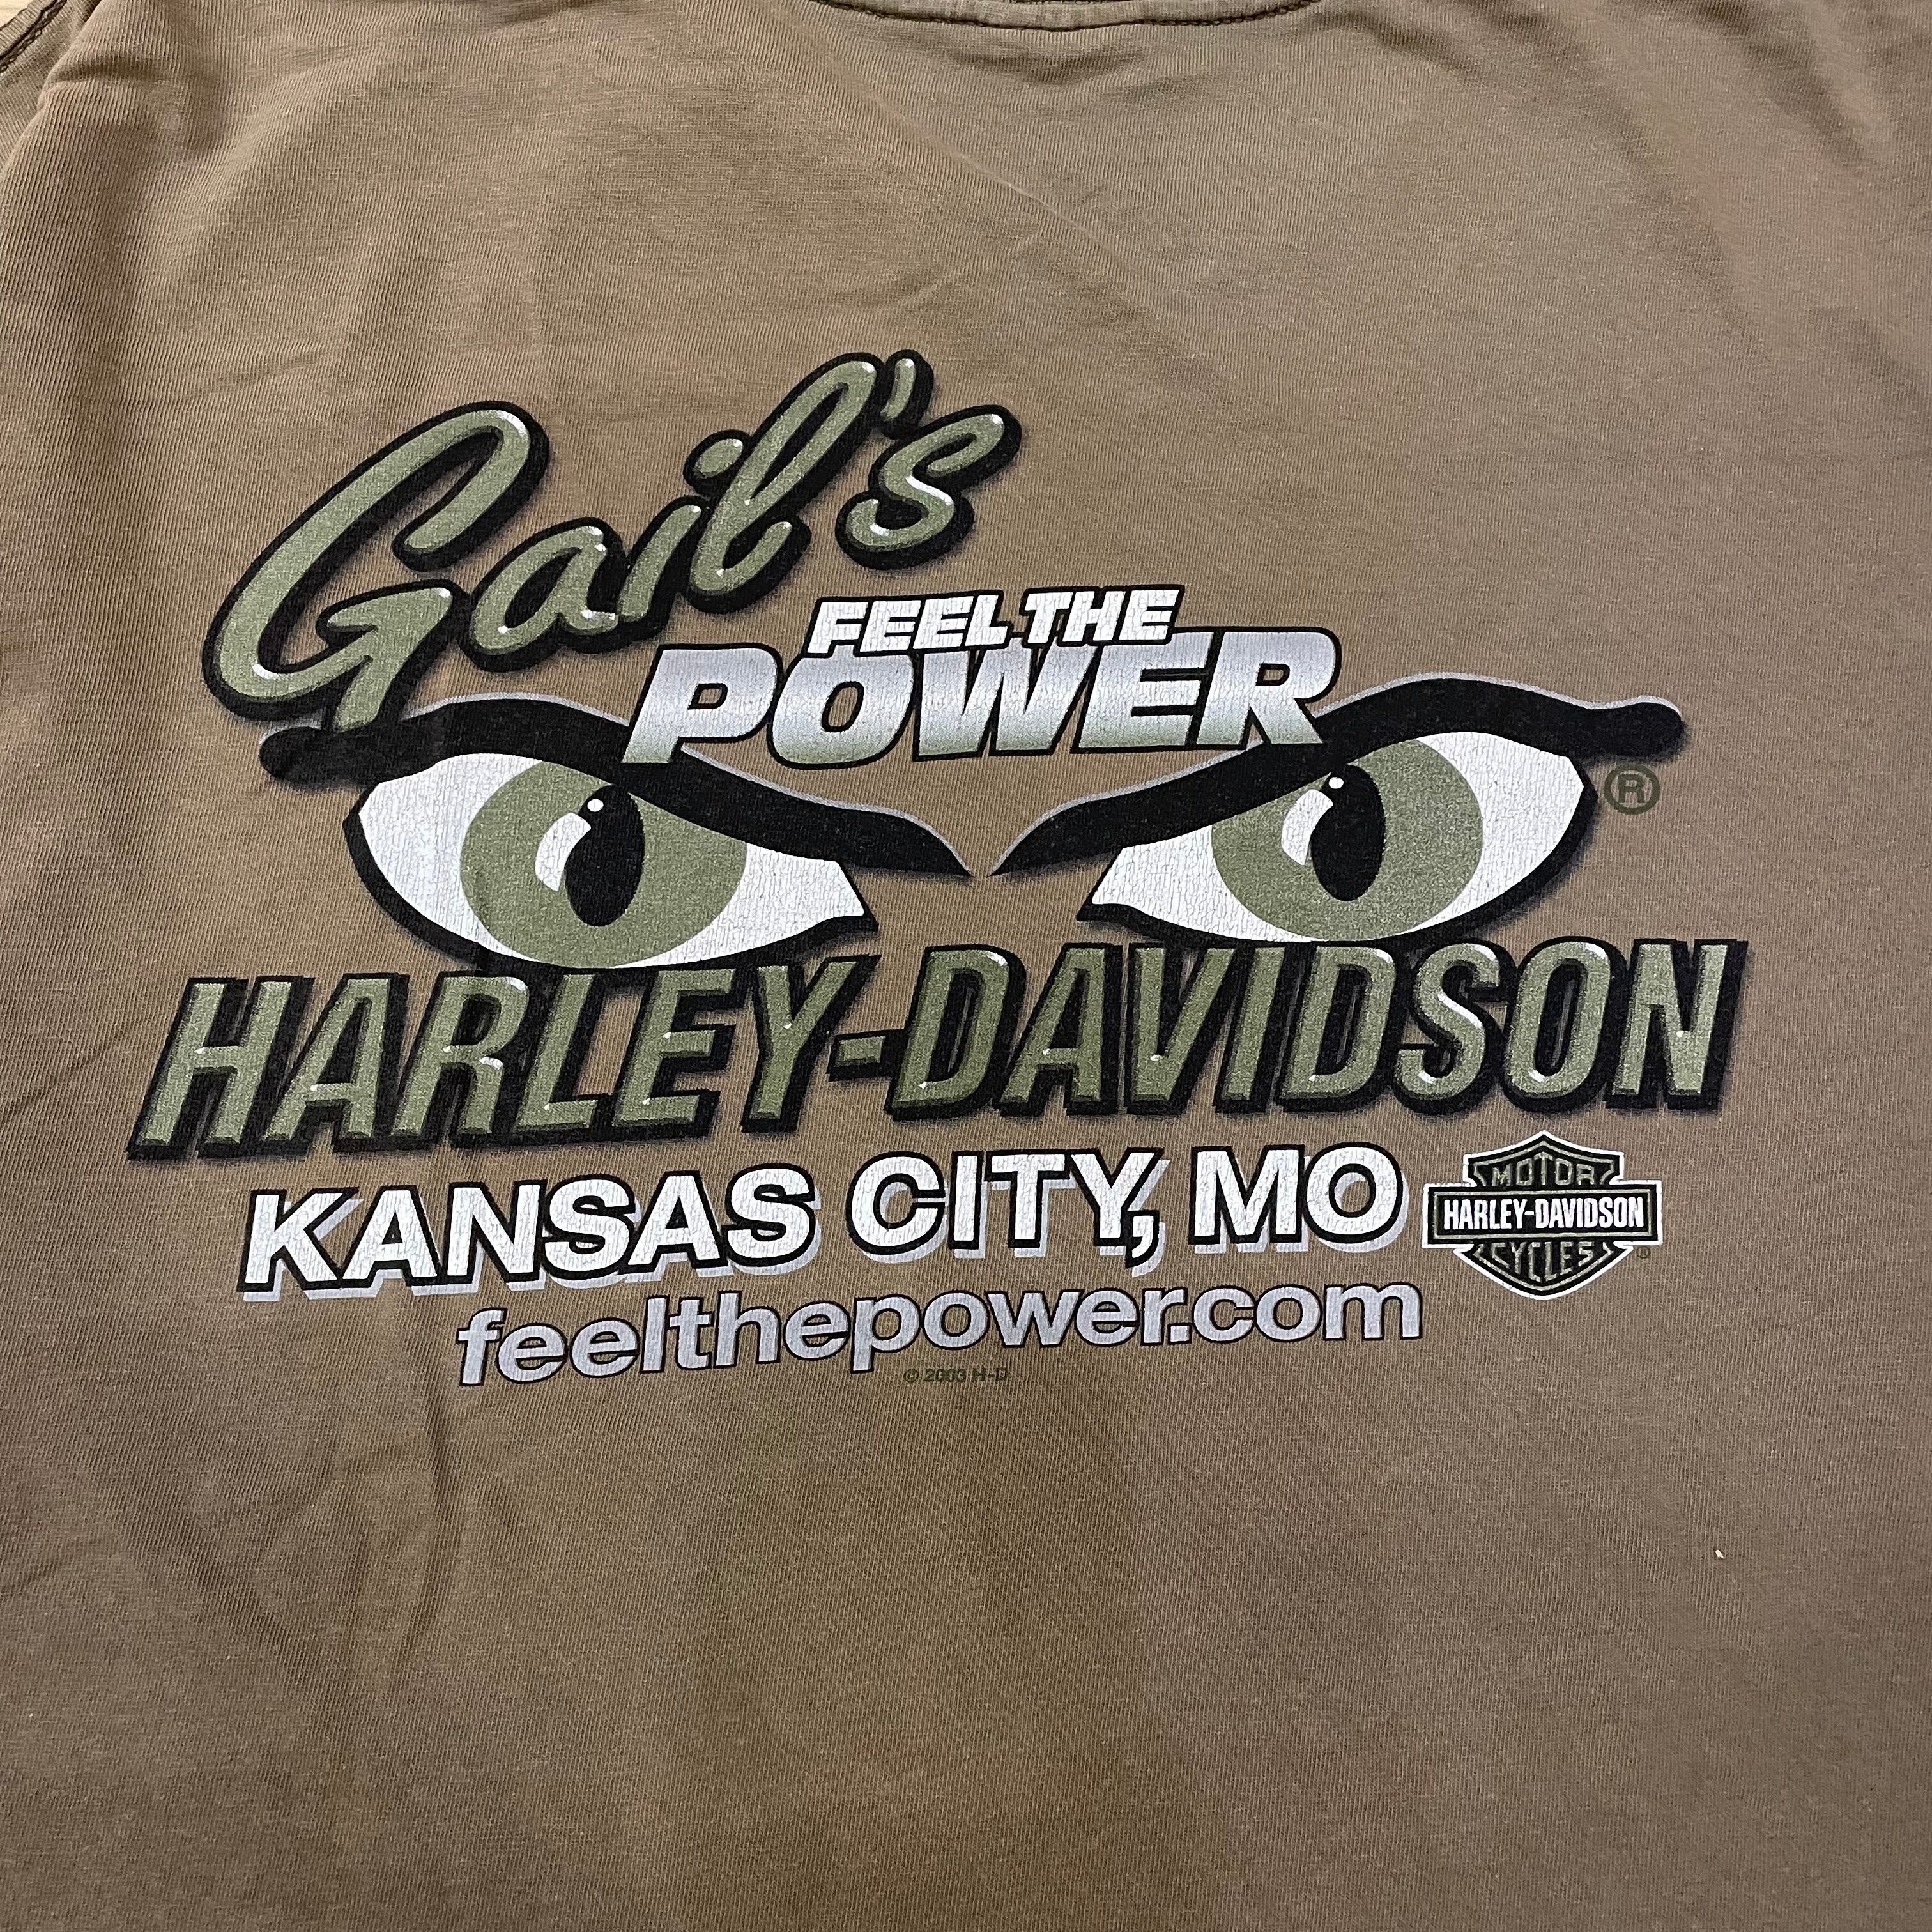 Gail's
FEEL THE
POWER
®
HARLEY-DAVIDSON
KANSAS CITY, MO
MOTOR
HARLEY-DAVIDSON
CYCLES
®
feelthepower.com
© 2003 H-D